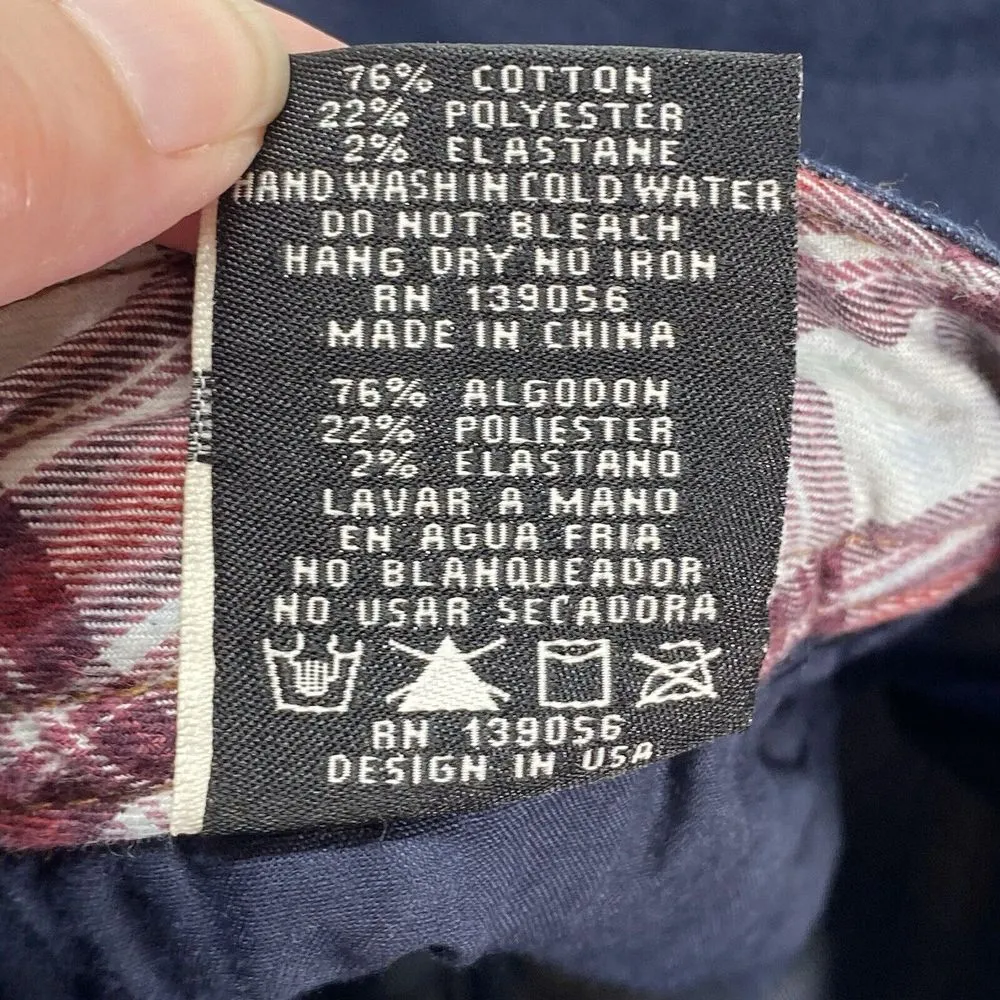 76% COTTON
22% POLYESTER
2% ELASTANE
HAND WASH IN COLD WATER
DO NOT BLEACH
HANG DRY NO IRON
RN 139056
MADE IN CHINA
76% ALGODON
22% POLIESTER
2% ELASTANO
LAVAR A MANO
EN AGUA FRIA
NO BLANQUEADOR
NO USAR SECADORA
RN 139056
DESIGN IN USA